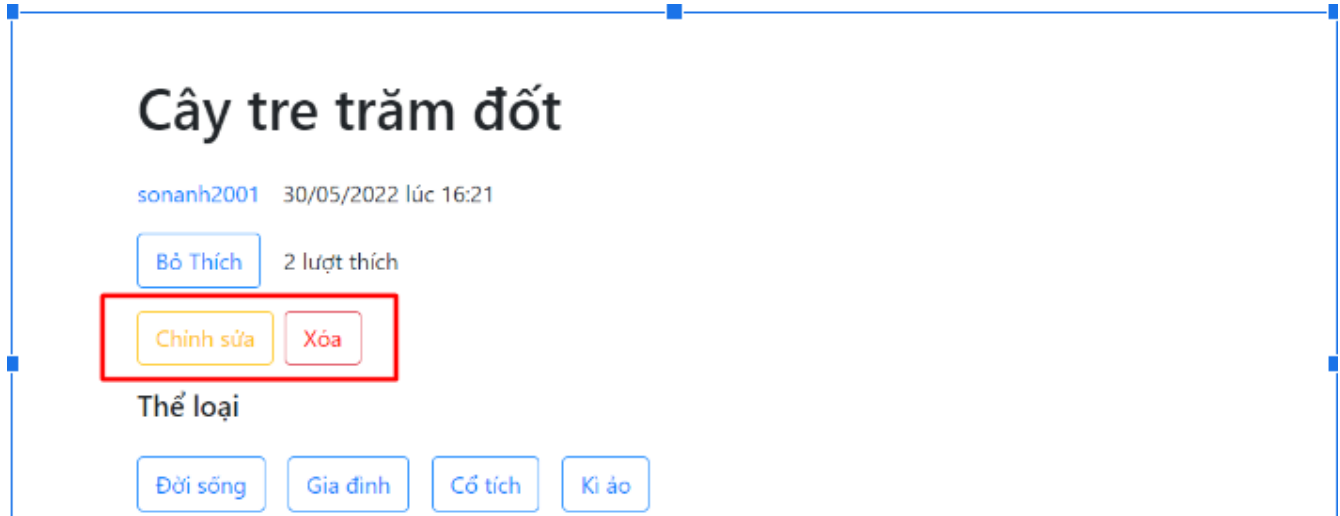 Cây tre trăm đốt
sonanh2001 30/05/2022 lúc 16:21
Bỏ Thích 2 lượt thích
Chỉnh sửa Xóa
Thể loại
Đời sống Gia đình Cổ tích Kì ảo